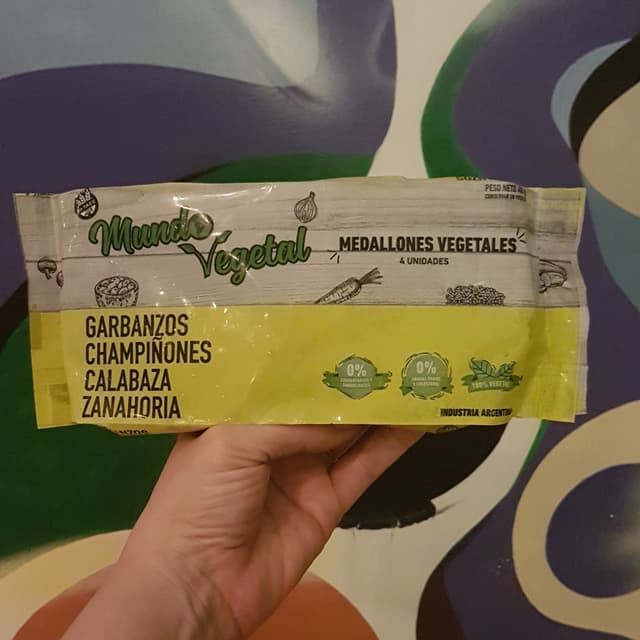 Mundo
Vegetal
MEDALLONES VEGETALES
4 UNIDADES
PESO NETO
GARBANZOS
CHAMPIÑONES
CALABAZA
ZANAHORIA
0%
0%
100% VEGETAL
INDUSTRIA ARGENTINA